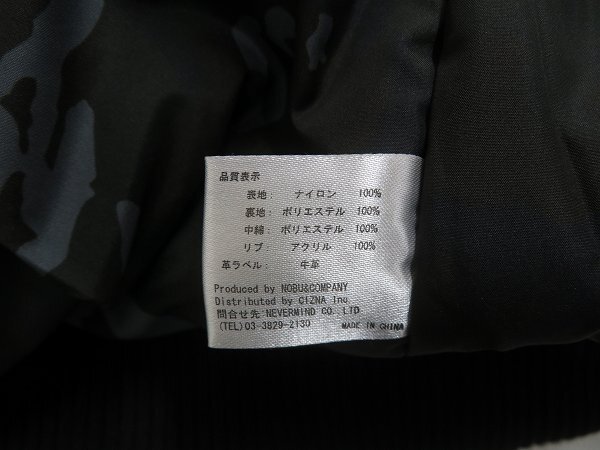 品質表示
表地： ナイロン 100%
裏地： ポリエステル 100%
中綿： ポリエステル 100%
リブ： アクリル 100%
革ラベル： 牛革
Produced by NOBU&COMPANY
Distributed by CIZNA Inc
問合せ先：NEVERMIND CO., LTD
(TEL)03-3829-2130 MADE IN CHINA